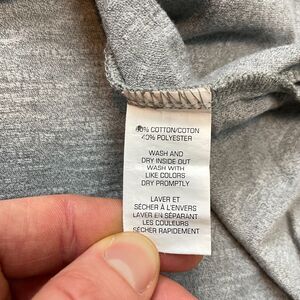 60% COTTON/COTON
40% POLYESTER
WASH AND
DRY INSIDE OUT
WASH WITH
LIKE COLORS
DRY PROMPTLY
LAVER ET
SÉCHER À L'ENVERS
LAVER EN SÉPARANT
LES COULEURS
SÉCHER RAPIDEMENT